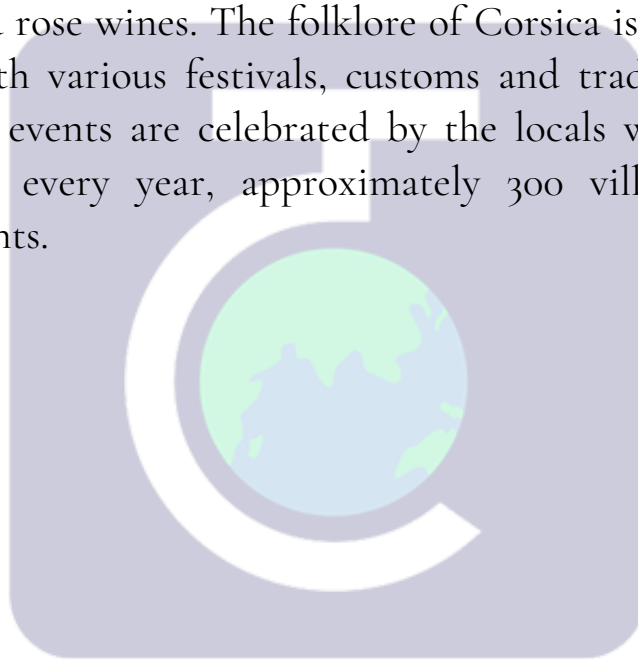 rose wines. The folklore of Corsica is
various festivals, customs and
events are celebrated by the locals
every year, approximately 300